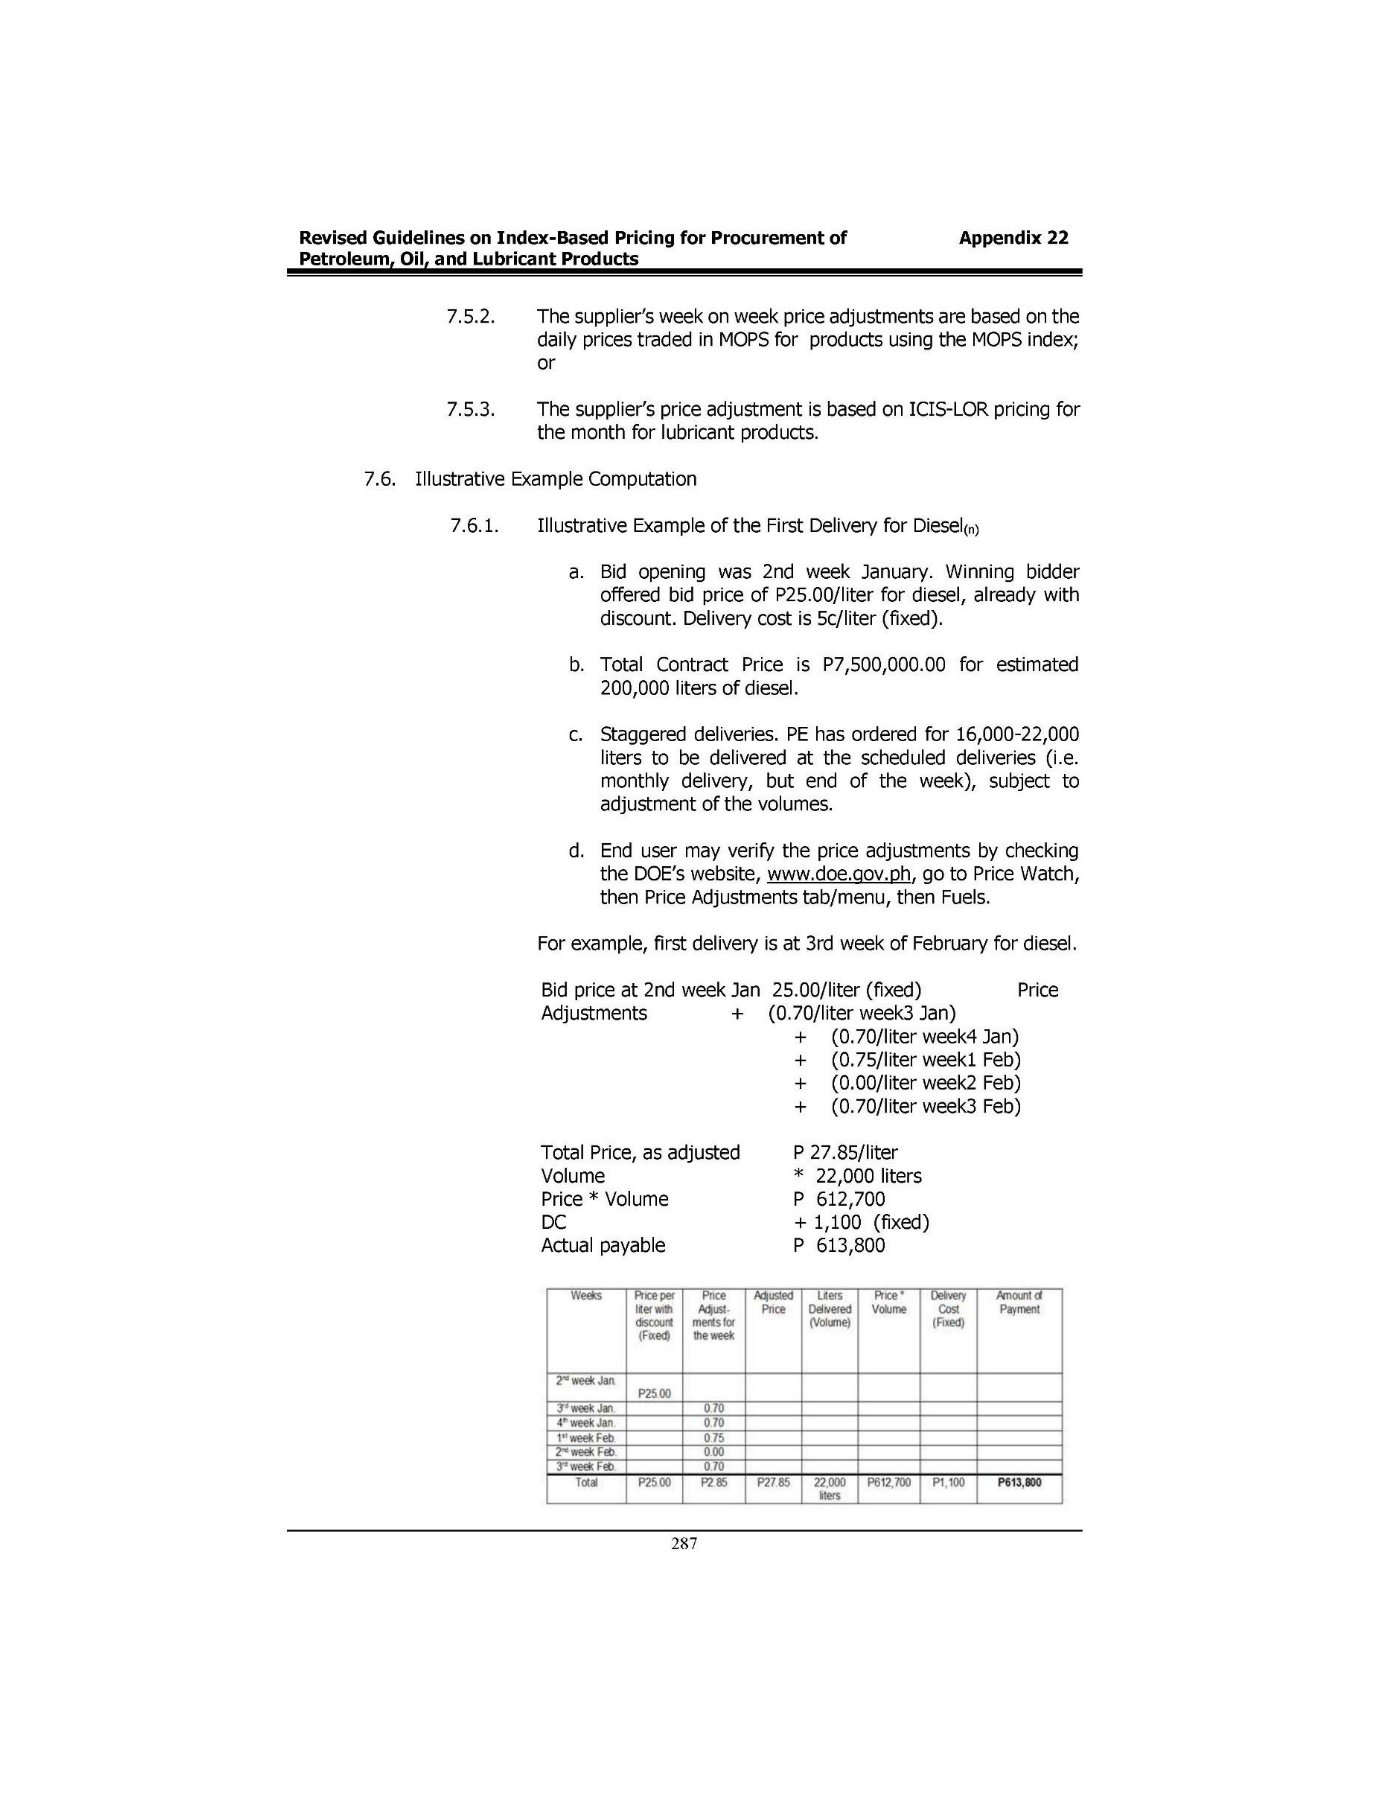 Revised Guidelines on Index-Based Pricing for Procurement of Appendix 22
Petroleum, Oil, and Lubricant Products
7.5.2. The supplier's week on week price adjustments are based on the
daily prices traded in MOPS for products using the MOPS index;
or
7.5.3. The supplier's price adjustment is based on ICIS-LOR pricing for
the month for lubricant products.
7.6. Illustrative Example Computation
7.6.1. Illustrative Example of the First Delivery for Diesel(n)
a. Bid opening was 2nd week January. Winning bidder
offered bid price of P25.00/liter for diesel, already with
discount. Delivery cost is 5c/liter (fixed).
b. Total Contract Price is P7,500,000.00 for estimated
200,000 liters of diesel.
c. Staggered deliveries. PE has ordered for 16,000-22,000
liters to be delivered at the scheduled deliveries (i.e.
monthly delivery, but end of the week), subject to
adjustment of the volumes.
d. End user may verify the price adjustments by checking
the DOE's website, www.doe.gov.ph, go to Price Watch,
then Price Adjustments tab/menu, then Fuels.
For example, first delivery is at 3rd week of February for diesel.
Bid price at 2nd week Jan 25.00/liter (fixed) Price
Adjustments + (0.70/liter week3 Jan)
+ (0.70/liter week4 Jan)
+ (0.75/liter week1 Feb)
+ (0.00/liter week2 Feb)
+ (0.70/liter week3 Feb)
Total Price, as adjusted P 27.85/liter
Volume * 22,000 liters
Price * Volume P 612,700
DC + 1,100 (fixed)
Actual payable P 613,800
Weeks Price per Price Adjusted Liters Price * Delivery Amount of
liter with Adjust- Price Delivered Volume Cost Payment
discount ments for (Volume) (Fixed)
(Fixed) the week
2nd week Jan.
P25.00
3rd week Jan. 0.70
4th week Jan. 0.70
1st week Feb. 0.75
2nd week Feb. 0.00
3rd week Feb. 0.70
Total P25.00 P2.85 P27.85 22,000 P612,700 P1,100 P613,800
liters
287